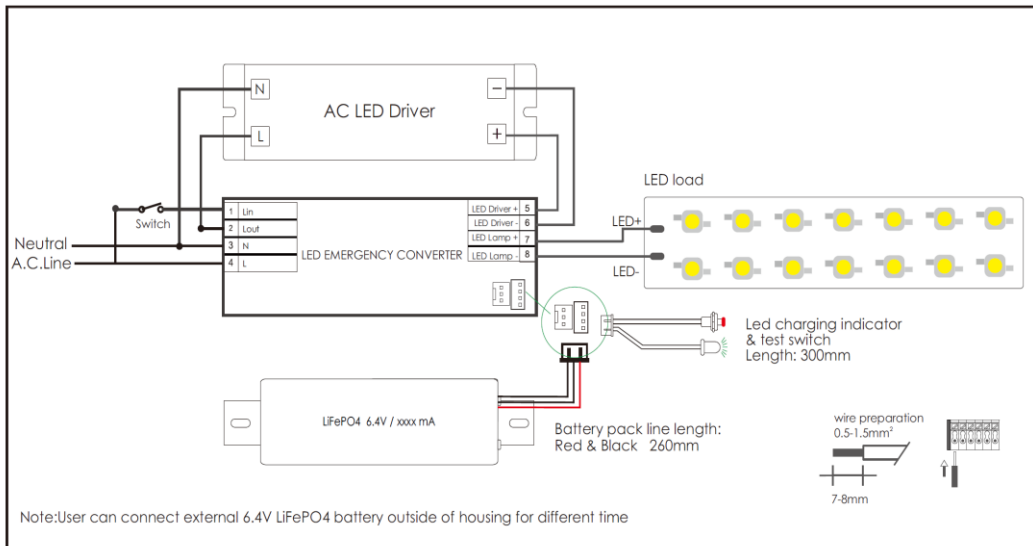 N
AC LED Driver
−
L
+
LED load
1 Lin
LED Driver + 5
Switch
2 Lout
LED Driver - 6
LED+
Neutral
3 N
LED Lamp + 7
LED EMERGENCY CONVERTER
A.C.Line
4 L
LED Lamp - 8
LED-
Led charging indicator
& test switch
Length: 300mm
LiFePO4 6.4V / xxxx mA
Battery pack line length:
Red & Black 260mm
wire preparation
0.5-1.5mm²
7-8mm
Note:User can connect external 6.4V LiFePO4 battery outside of housing for different time